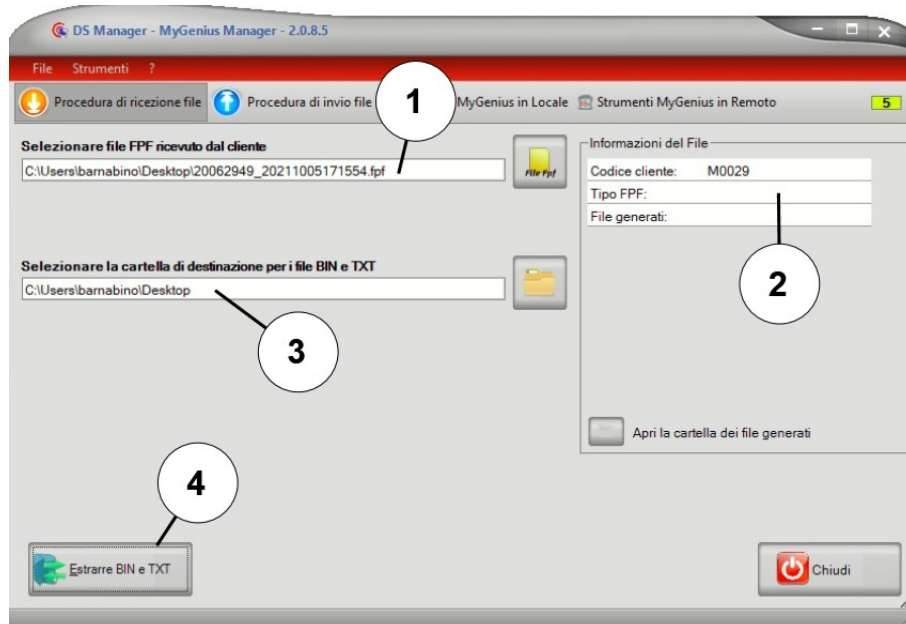 DS Manager - MyGenius Manager - 2.0.8.5
File Strumenti ?
Procedura di ricezione file Procedura di invio file MyGenius in Locale Strumenti MyGenius in Remoto 5
1
Selezionare file FPF ricevuto dal cliente
C:\Users\barnabino\Desktop\20062949_20211005171554.fpf
File Fpf
Informazioni del File
Codice cliente: M0029
Tipo FPF:
File generati:
2
Selezionare la cartella di destinazione per i file BIN e TXT
C:\Users\barnabino\Desktop
3
Apri la cartella dei file generati
4
Estrarre BIN e TXT
Chiudi